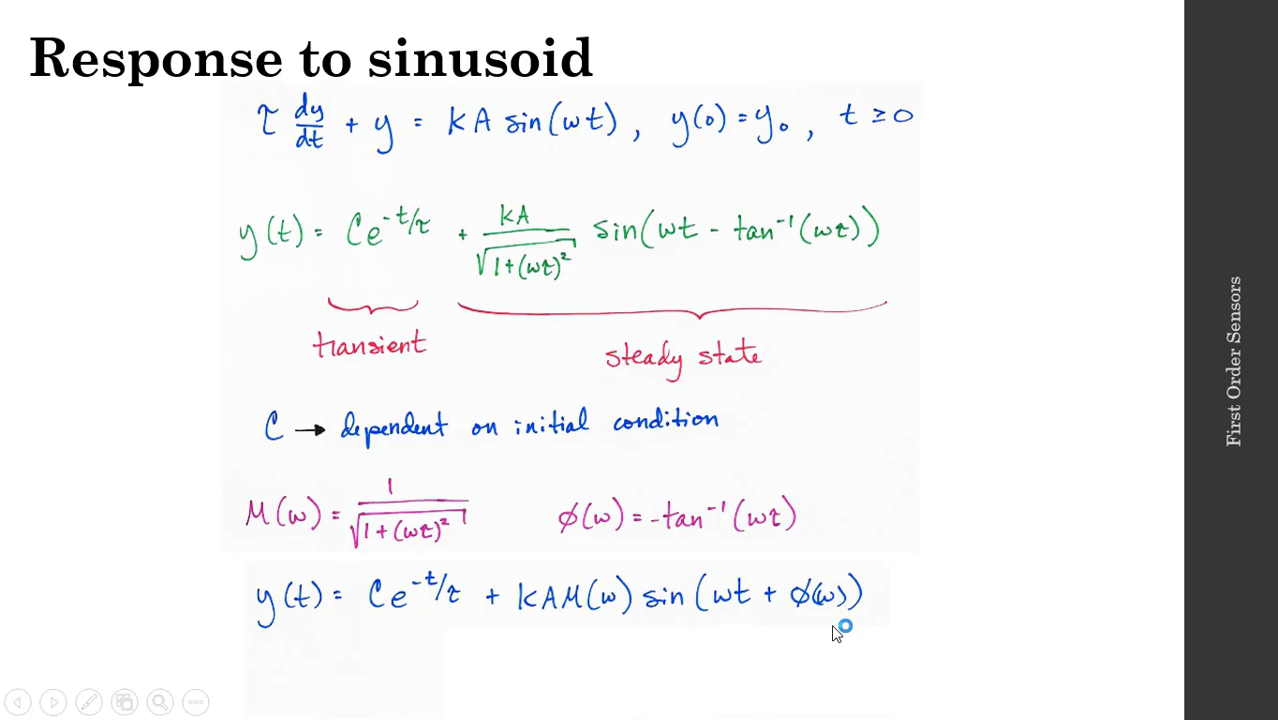 Response to sinusoid
τ dy/dt + y = KA sin(ωt), y(0) = y₀, t ≥ 0
y(t) = Ce^(-t/τ) + KA/√(1+(ωτ)²) sin(ωt - tan⁻¹(ωτ))
transient
steady state
C → dependent on initial condition
M(ω) = 1/√(1+(ωτ)²) φ(ω) = -tan⁻¹(ωτ)
y(t) = Ce^(-t/τ) + KAM(ω) sin(ωt + φ(ω))
First Order Sensors